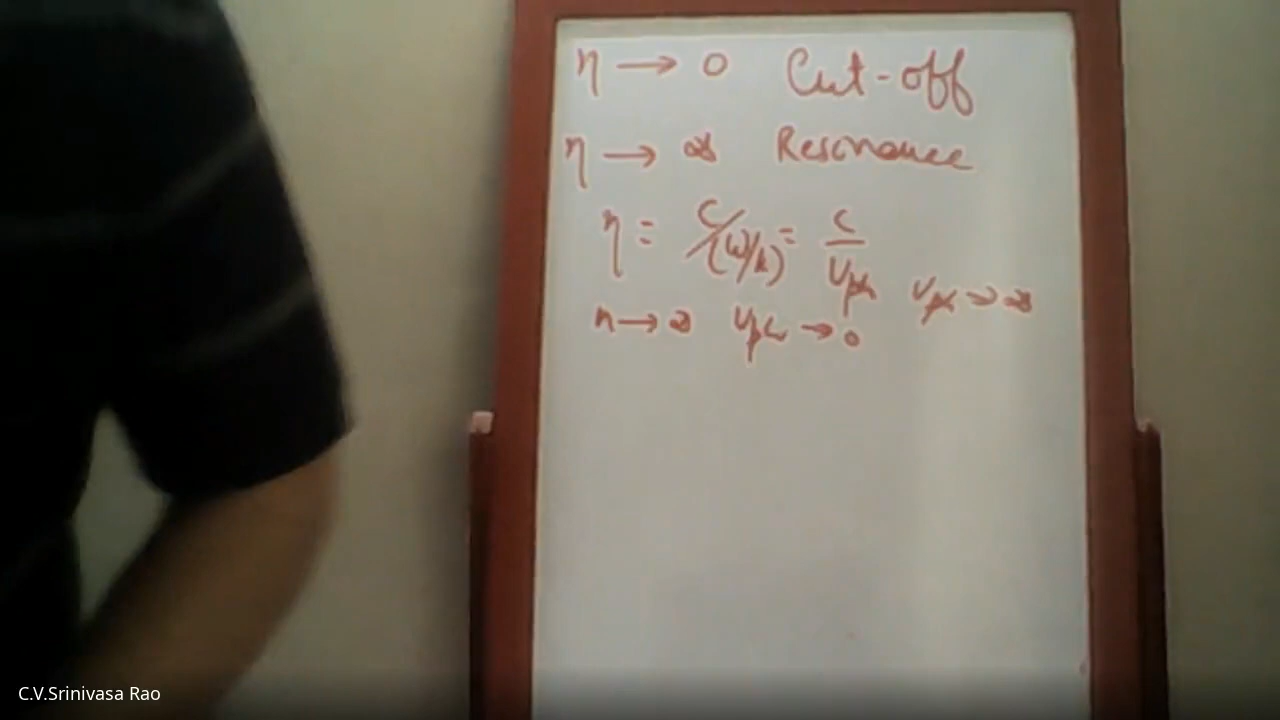 η → 0 Cut-off
η → ∞ Resonance
η = c/(ω/k) = c/Vph Vph → ∞
η → ∞ Vph → 0
C.V.Srinivasa Rao